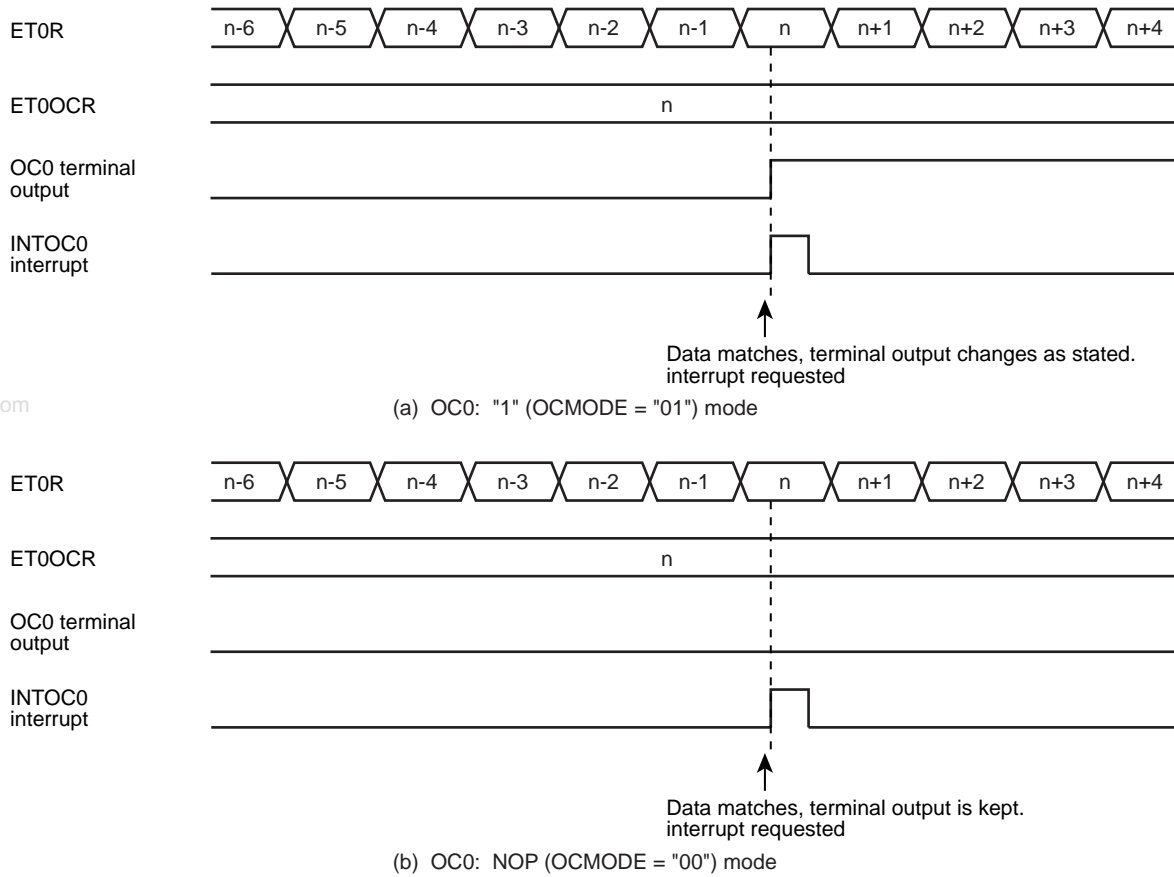 ET0R n-6 n-5 n-4 n-3 n-2 n-1 n n+1 n+2 n+3 n+4
ET0OCR n
OC0 terminal
output
INTOC0
interrupt
Data matches, terminal output changes as stated.
interrupt requested
om
(a) OC0: "1" (OCMODE = "01") mode
ET0R n-6 n-5 n-4 n-3 n-2 n-1 n n+1 n+2 n+3 n+4
ET0OCR n
OC0 terminal
output
INTOC0
interrupt
Data matches, terminal output is kept.
interrupt requested
(b) OC0: NOP (OCMODE = "00") mode